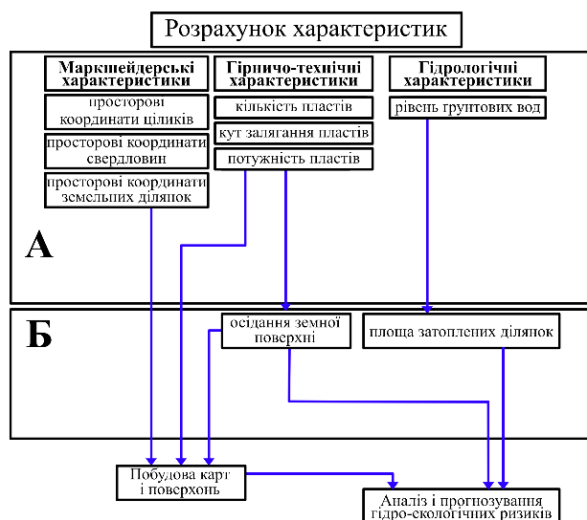 Розрахунок характеристик
Маркшейдерські
характеристики
просторові
координати ціликів
просторові координати
свердловин
просторові координати
земельних ділянок
Гірничо-технічні
характеристики
кількість пластів
кут залягання пластів
потужність пластів
Гідрологічні
характеристики
рівень ґрунтових вод
А
Б
осідання земної
поверхні
площа затоплених ділянок
Побудова карт
і поверхонь
Аналіз і прогнозування
гідро-екологічних ризиків